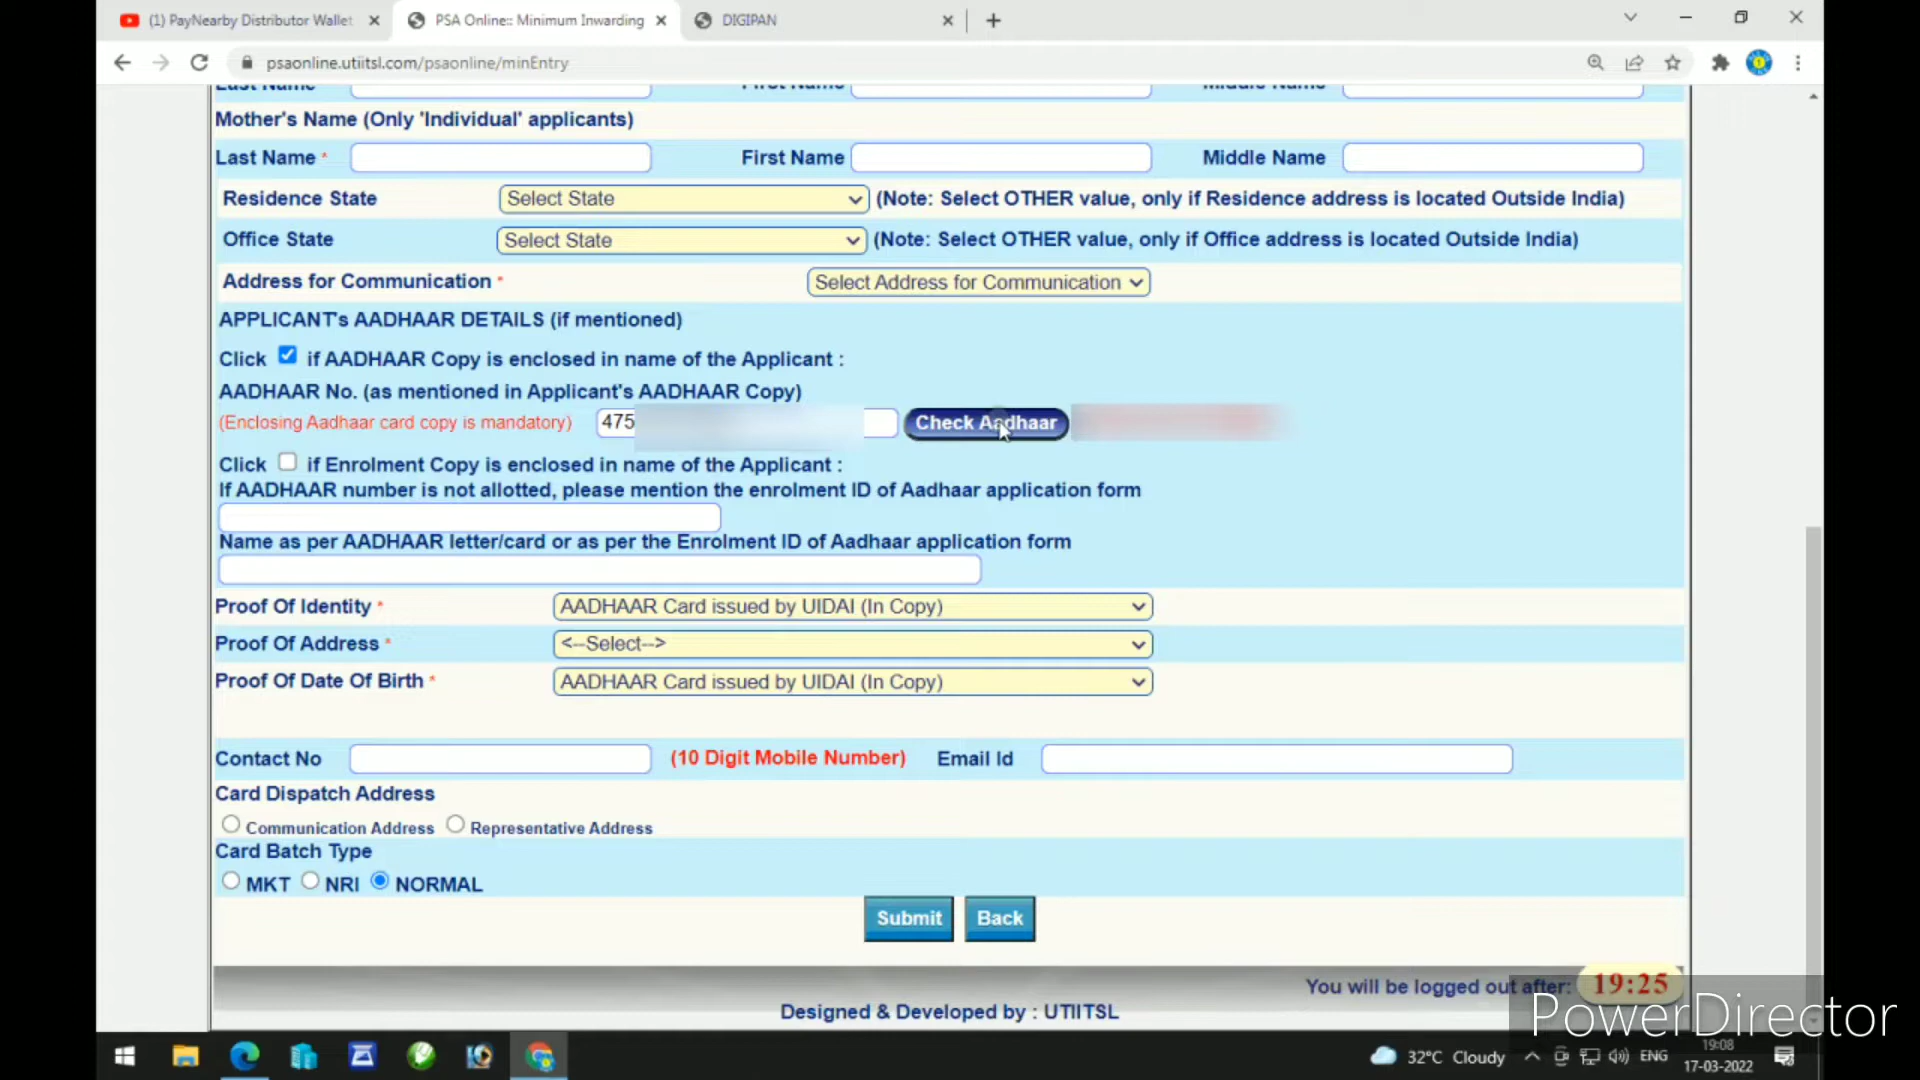 (1) PayNearby Distributor Wallet
PSA Online:: Minimum Inwarding
DIGIPAN
psaonline.utiitsl.com/psaonline/minEntry
Last Name First Name Middle Name
Mother's Name (Only 'Individual' applicants)
Last Name * First Name Middle Name
Residence State Select State (Note: Select OTHER value, only if Residence address is located Outside India)
Office State Select State (Note: Select OTHER value, only if Office address is located Outside India)
Address for Communication * Select Address for Communication
APPLICANT's AADHAAR DETAILS (if mentioned)
Click if AADHAAR Copy is enclosed in name of the Applicant :
AADHAAR No. (as mentioned in Applicant's AADHAAR Copy)
(Enclosing Aadhaar card copy is mandatory) 475 Check Aadhaar
Click if Enrolment Copy is enclosed in name of the Applicant :
If AADHAAR number is not allotted, please mention the enrolment ID of Aadhaar application form
Name as per AADHAAR letter/card or as per the Enrolment ID of Aadhaar application form
Proof Of Identity * AADHAAR Card issued by UIDAI (In Copy)
Proof Of Address * <--Select-->
Proof Of Date Of Birth * AADHAAR Card issued by UIDAI (In Copy)
Contact No (10 Digit Mobile Number) Email Id
Card Dispatch Address
Communication Address Representative Address
Card Batch Type
MKT NRI NORMAL
Submit Back
You will be logged out after: 19:25
Designed & Developed by : UTIITSL
PowerDirector
32°C Cloudy ENG 19:08
17-03-2022